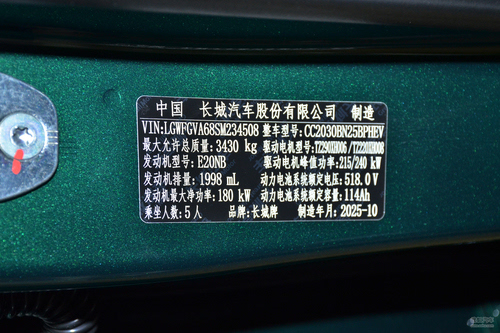 中国 长城汽车股份有限公司 制造
VIN:LGWFGVA68SM234508 整车型号:CC2030BN25BPHEV
最大允许总质量:3430 kg 驱动电机型号:TZ290XH006/TZ220XH008
发动机型号:E20NB 驱动电机峰值功率:215/240 kW
发动机排量:1998 mL 动力电池系统额定电压:518.0V
发动机最大净功率:180 kW 动力电池系统额定容量:114Ah
乘坐人数:5人 品牌:长城牌 制造年月:2025-10